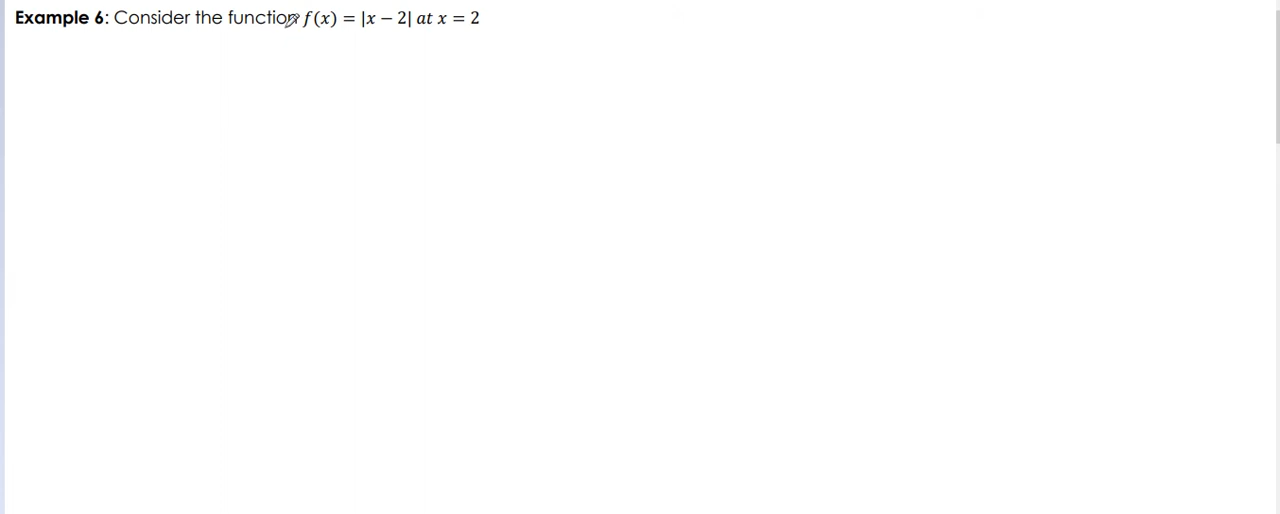 Example 6: Consider the function f(x) = |x − 2| at x = 2